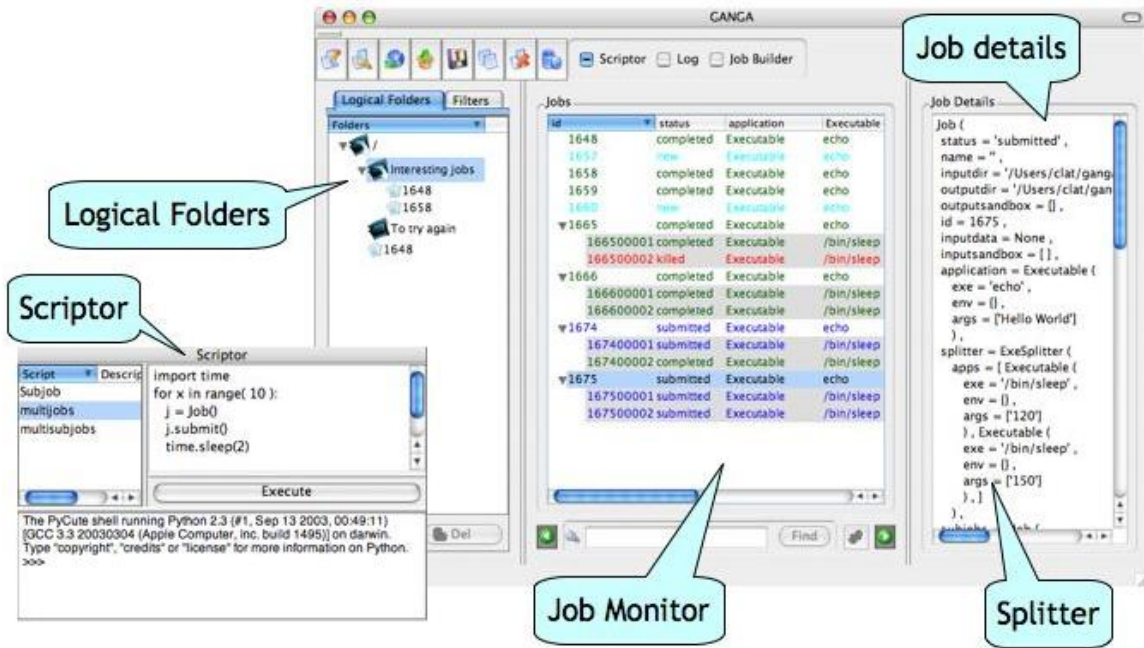 GANGA
Scriptor
Log
Job Builder
Job details
Logical Folders
Filters
Folders
/
Interesting jobs
1648
1658
To try again
1648
Logical Folders
Jobs
id status application Executable
1648 completed Executable echo
1657 new Executable echo
1658 completed Executable echo
1659 completed Executable echo
1660 new Executable echo
1665 completed Executable echo
166500001 completed Executable /bin/sleep
166500002 killed Executable /bin/sleep
1666 completed Executable echo
166600001 completed Executable /bin/sleep
166600002 completed Executable /bin/sleep
1674 submitted Executable echo
167400001 submitted Executable /bin/sleep
167400002 completed Executable /bin/sleep
1675 submitted Executable echo
167500001 submitted Executable /bin/sleep
167500002 submitted Executable /bin/sleep
Find
Job Monitor
Job Details
Job (
status = 'submitted' ,
name = '' ,
inputdir = '/Users/clat/gang
outputdir = '/Users/clat/gan
outputsandbox = [] ,
id = 1675 ,
inputdata = None ,
inputsandbox = [ ] ,
application = Executable (
exe = 'echo' ,
env = {} ,
args = ['Hello World']
) ,
splitter = ExeSplitter (
apps = [ Executable (
exe = '/bin/sleep' ,
env = {} ,
args = ['120']
) , Executable (
exe = '/bin/sleep' ,
env = {} ,
args = ['150']
) , ]
) ,
Splitter
Scriptor
Scriptor
Script Descrip
Subjob
multijobs
multisubjobs
import time
for x in range( 10 ):
j = Job()
j.submit()
time.sleep(2)
Execute
The PyCute shell running Python 2.3 (#1, Sep 13 2003, 00:49:11)
[GCC 3.3 20030304 (Apple Computer, Inc. build 1495)] on darwin.
Type "copyright", "credits" or "license" for more information on Python.
>>>
Del